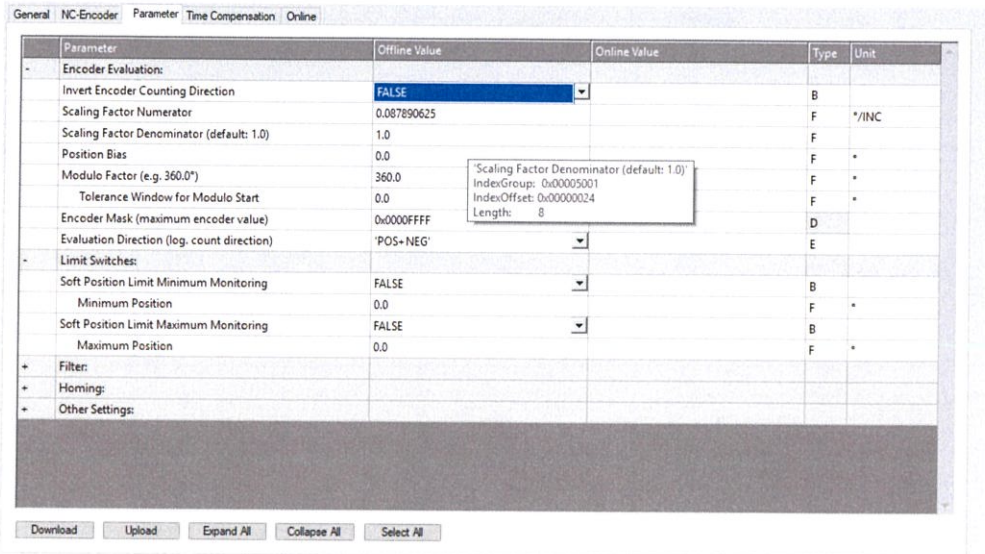 General NC-Encoder Parameter Time Compensation Online
Parameter Offline Value Online Value Type Unit
- Encoder Evaluation:
Invert Encoder Counting Direction FALSE B
Scaling Factor Numerator 0.087890625 F °/INC
Scaling Factor Denominator (default: 1.0) 1.0 F
Position Bias 0.0 F °
Modulo Factor (e.g. 360.0°) 360.0 F °
Tolerance Window for Modulo Start 0.0 F °
Encoder Mask (maximum encoder value) 0x0000FFFF D
Evaluation Direction (log. count direction) 'POS+NEG' E
'Scaling Factor Denominator (default: 1.0)'
IndexGroup: 0x00005001
IndexOffset: 0x00000024
Length: 8
- Limit Switches:
Soft Position Limit Minimum Monitoring FALSE B
Minimum Position 0.0 F °
Soft Position Limit Maximum Monitoring FALSE B
Maximum Position 0.0 F °
+ Filter:
+ Homing:
+ Other Settings:
Download Upload Expand All Collapse All Select All